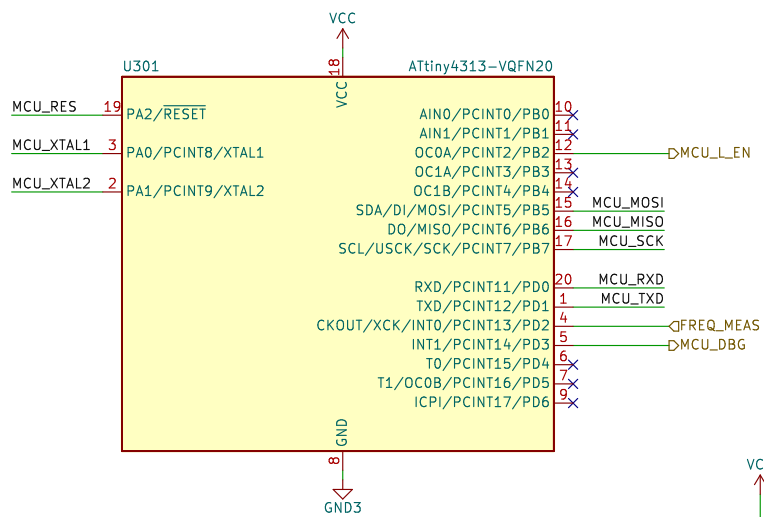 VCC
U301 ATtiny4313-VQFN20
18
VCC
MCU_RES 19 PA2/RESET AIN0/PCINT0/PB0 10
AIN1/PCINT1/PB1 11
MCU_XTAL1 3 PA0/PCINT8/XTAL1 OC0A/PCINT2/PB2 12 MCU_L_EN
OC1A/PCINT3/PB3 13
MCU_XTAL2 2 PA1/PCINT9/XTAL2 OC1B/PCINT4/PB4 14
SDA/DI/MOSI/PCINT5/PB5 15 MCU_MOSI
DO/MISO/PCINT6/PB6 16 MCU_MISO
SCL/USCK/SCK/PCINT7/PB7 17 MCU_SCK
RXD/PCINT11/PD0 20 MCU_RXD
TXD/PCINT12/PD1 1 MCU_TXD
CKOUT/XCK/INT0/PCINT13/PD2 4 FREQ_MEAS
INT1/PCINT14/PD3 5 MCU_DBG
T0/PCINT15/PD4 6
T1/OC0B/PCINT16/PD5 7
ICPI/PCINT17/PD6 9
GND
8
GND3
VC